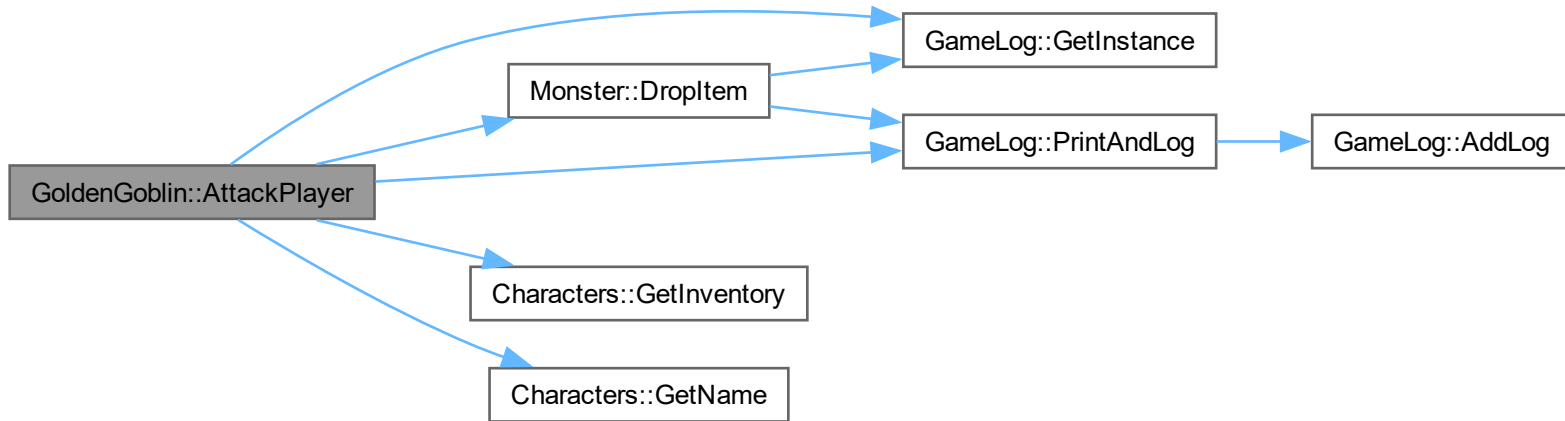 GameLog::GetInstance
Monster::DropItem
GameLog::PrintAndLog
GameLog::AddLog
GoldenGoblin::AttackPlayer
Characters::GetInventory
Characters::GetName